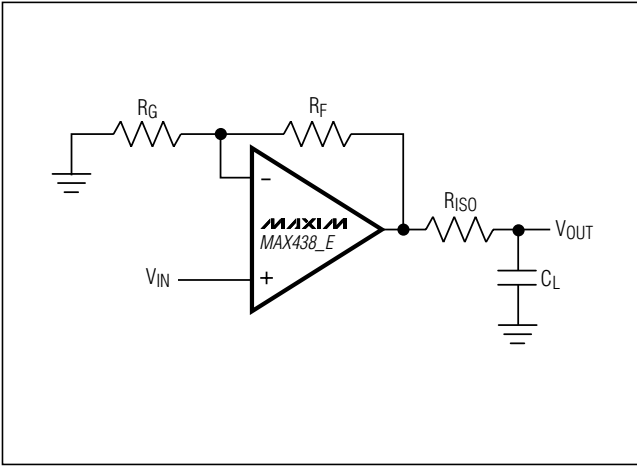 RG
RF
-
MAXIM
MAX438_E
RISO
VOUT
VIN
+
CL